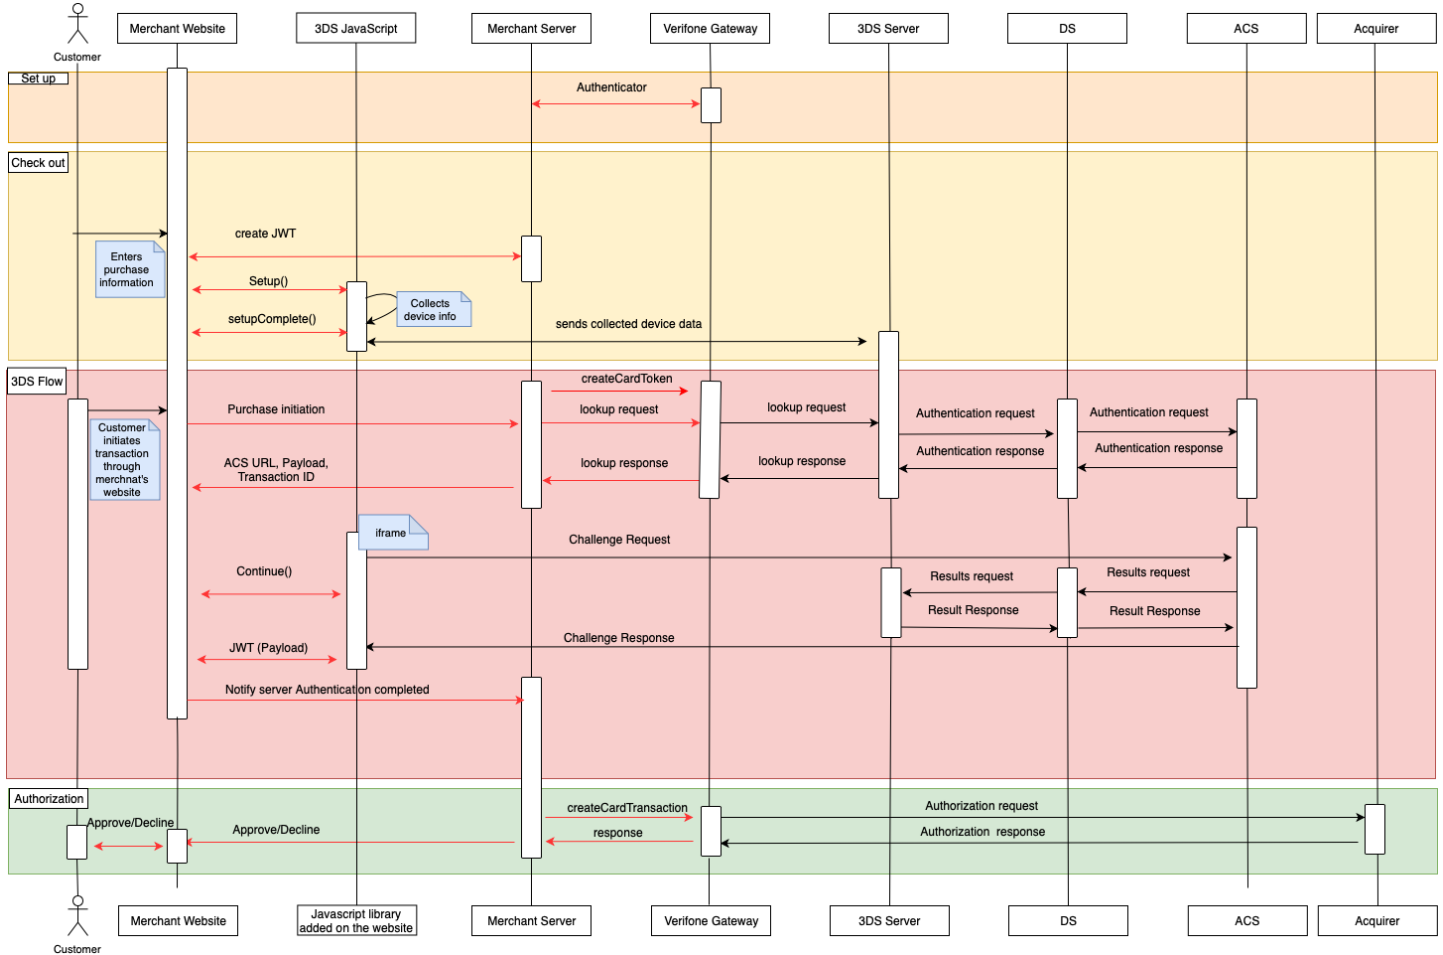 Customer
Merchant Website
3DS JavaScript
Merchant Server
Verifone Gateway
3DS Server
DS
ACS
Acquirer
Set up
Authenticator
Check out
create JWT
Enters
purchase
information
Setup()
Collects
device info
setupComplete()
sends collected device data
3DS Flow
createCardToken
Purchase initiation
lookup request
lookup request
Authentication request
Authentication request
Customer
initiates
transaction
through
merchnat's
website
ACS URL, Payload,
Transaction ID
lookup response
lookup response
Authentication response
Authentication response
iframe
Challenge Request
Continue()
Results request
Results request
Result Response
Result Response
Challenge Response
JWT (Payload)
Notify server Authentication completed
Authorization
createCardTransaction
Authorization request
Approve/Decline
Approve/Decline
response
Authorization response
Customer
Merchant Website
Javascript library
added on the website
Merchant Server
Verifone Gateway
3DS Server
DS
ACS
Acquirer